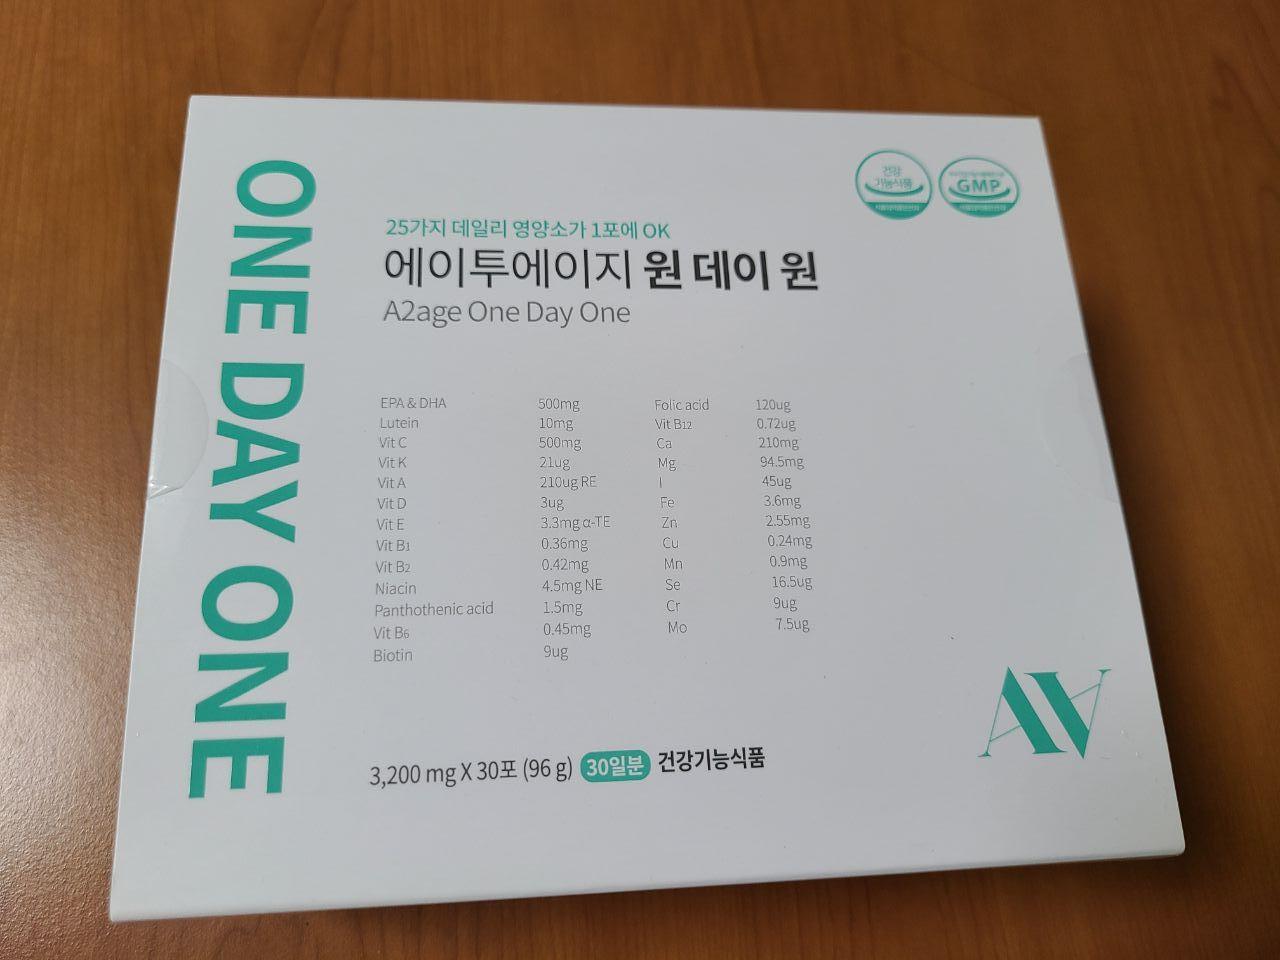 ONE DAY ONE
건강
기능식품
GMP
25가지 데일리 영양소가 1포에 OK
에이투에이지 원 데이 원
A2age One Day One
EPA & DHA 500mg Folic acid 120ug
Lutein 10mg Vit B12 0.72ug
Vit C 500mg Ca 210mg
Vit K 21ug Mg 94.5mg
Vit A 210ug RE I 45ug
Vit D 3ug Fe 3.6mg
Vit E 3.3mg α-TE Zn 2.55mg
Vit B1 0.36mg Cu 0.24mg
Vit B2 0.42mg Mn 0.9mg
Niacin 4.5mg NE Se 16.5ug
Panthothenic acid 1.5mg Cr 9ug
Vit B6 0.45mg Mo 7.5ug
Biotin 9ug
3,200 mg X 30포 (96 g) 30일분 건강기능식품